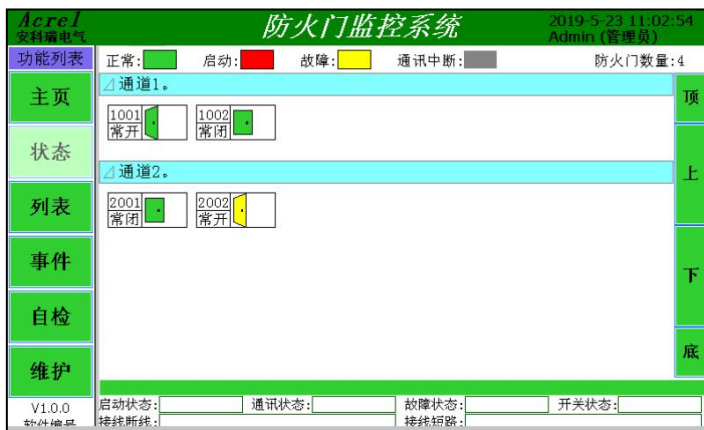 Acrel
安科瑞电气
防火门监控系统
2019-5-23 11:02:54
Admin (管理员)
功能列表
正常:
启动:
故障:
通讯中断:
防火门数量:4
主页
状态
列表
事件
自检
维护
V1.0.0
软件编号
通道1。
1001
常开
1002
常闭
通道2。
2001
常闭
2002
常开
顶
上
下
底
启动状态:
通讯状态:
故障状态:
开关状态:
接线断线:
接线短路: